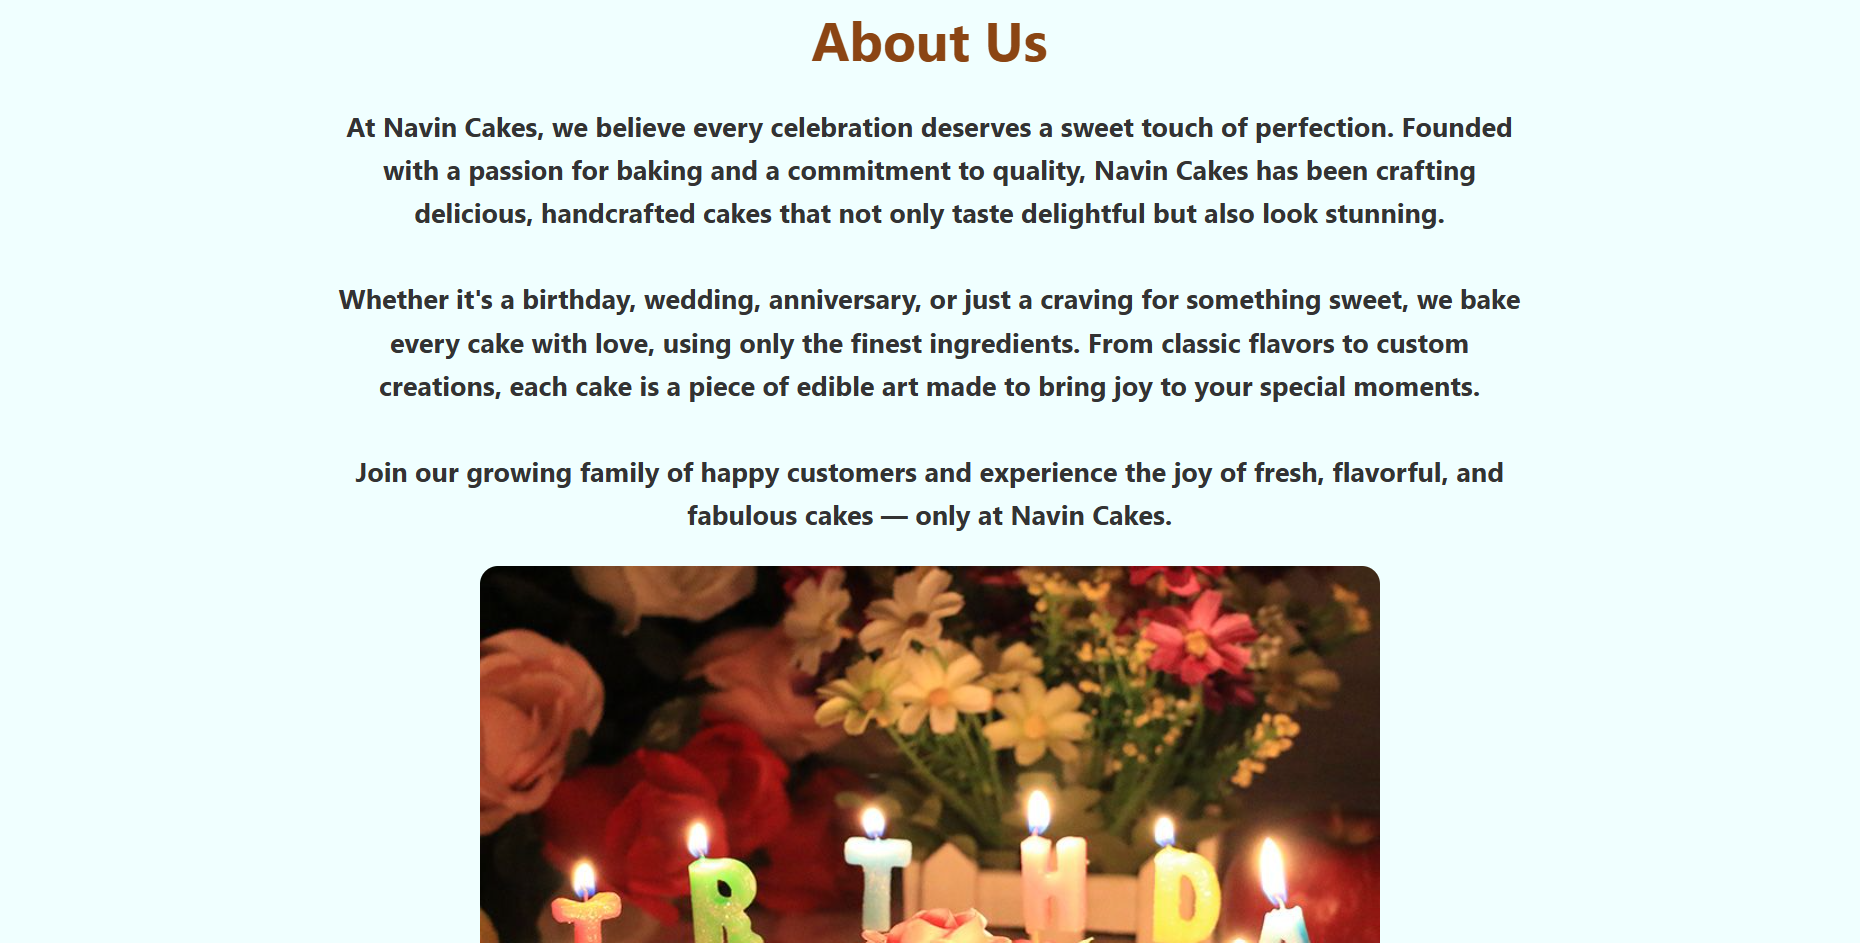 About Us
At Navin Cakes, we believe every celebration deserves a sweet touch of perfection. Founded
with a passion for baking and a commitment to quality, Navin Cakes has been crafting
delicious, handcrafted cakes that not only taste delightful but also look stunning.
Whether it's a birthday, wedding, anniversary, or just a craving for something sweet, we bake
every cake with love, using only the finest ingredients. From classic flavors to custom
creations, each cake is a piece of edible art made to bring joy to your special moments.
Join our growing family of happy customers and experience the joy of fresh, flavorful, and
fabulous cakes — only at Navin Cakes.
I R T H D A